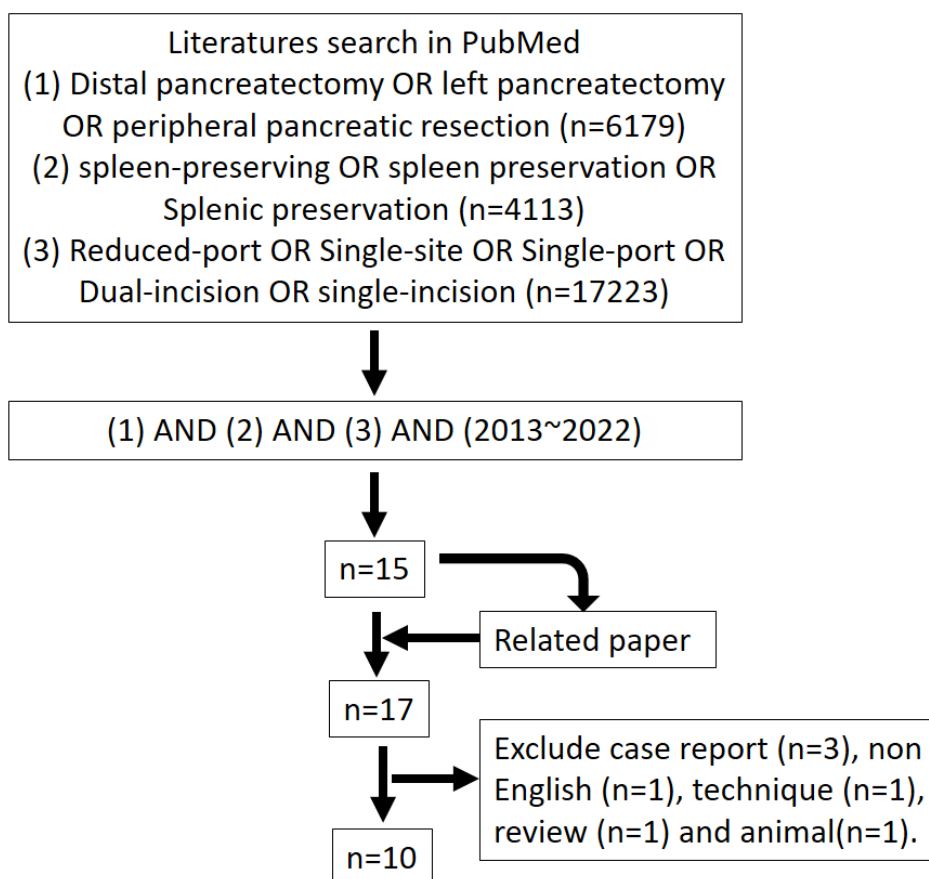 Literatures search in PubMed
(1) Distal pancreatectomy OR left pancreatectomy
OR peripheral pancreatic resection (n=6179)
(2) spleen-preserving OR spleen preservation OR
Splenic preservation (n=4113)
(3) Reduced-port OR Single-site OR Single-port OR
Dual-incision OR single-incision (n=17223)
(1) AND (2) AND (3) AND (2013~2022)
n=15
Related paper
n=17
Exclude case report (n=3), non
English (n=1), technique (n=1),
review (n=1) and animal(n=1).
n=10